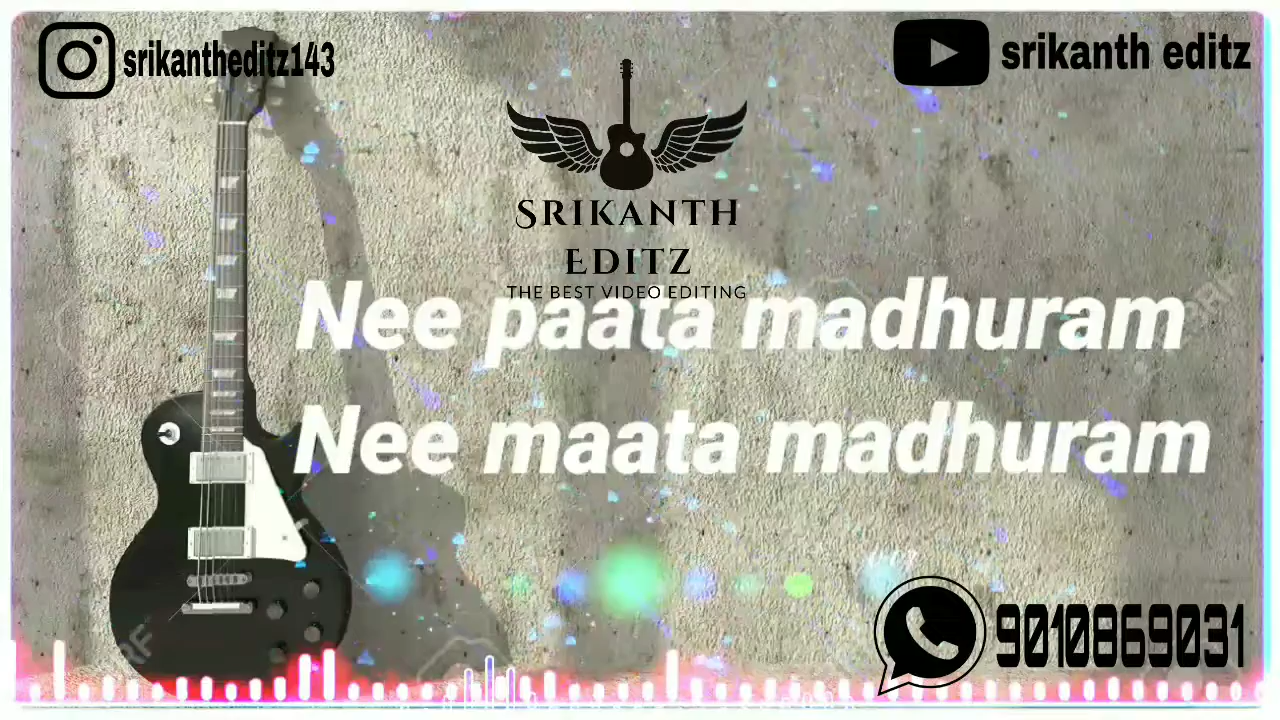 srikantheditz143
srikanth editz
SRIKANTH
EDITZ
THE BEST VIDEO EDITING
Nee paata madhuram
Nee maata madhuram
9010869031